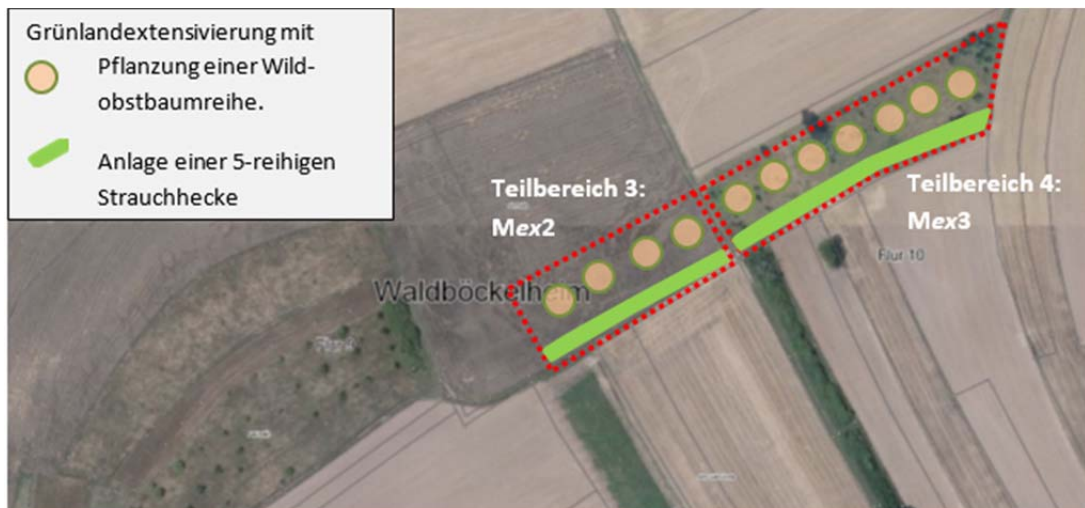 Grünlandextensivierung mit
Pflanzung einer Wild-
obstbaumreihe.
Anlage einer 5-reihigen
Strauchhecke
Teilbereich 3:
Mex2
Teilbereich 4:
Mex3
Flur 10
Waldböckelheim